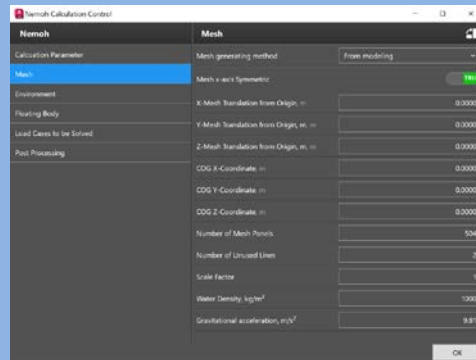 Nemoh Calculation Control
Nemoh
Mesh
Calcuation Parameter
Mesh
Environment
Floating Body
Load Cases to be Solved
Post Processing
Mesh generating method From modeling
Mesh x-axis Symmetric TRU
X-Mesh Translation from Origin, m 0.0000
Y-Mesh Translation from Origin, m 0.0000
Z-Mesh Translation from Origin, m 0.0000
COG X-Coordinate, m 0.0000
COG Y-Coordinate, m 0.0000
COG Z-Coordinate, m 0.0000
Number of Mesh Panels 504
Number of Unused Lines 2
Scale Factor 1
Water Density, kg/m³ 1000
Gravitational acceleration, m/s² 9.81
OK